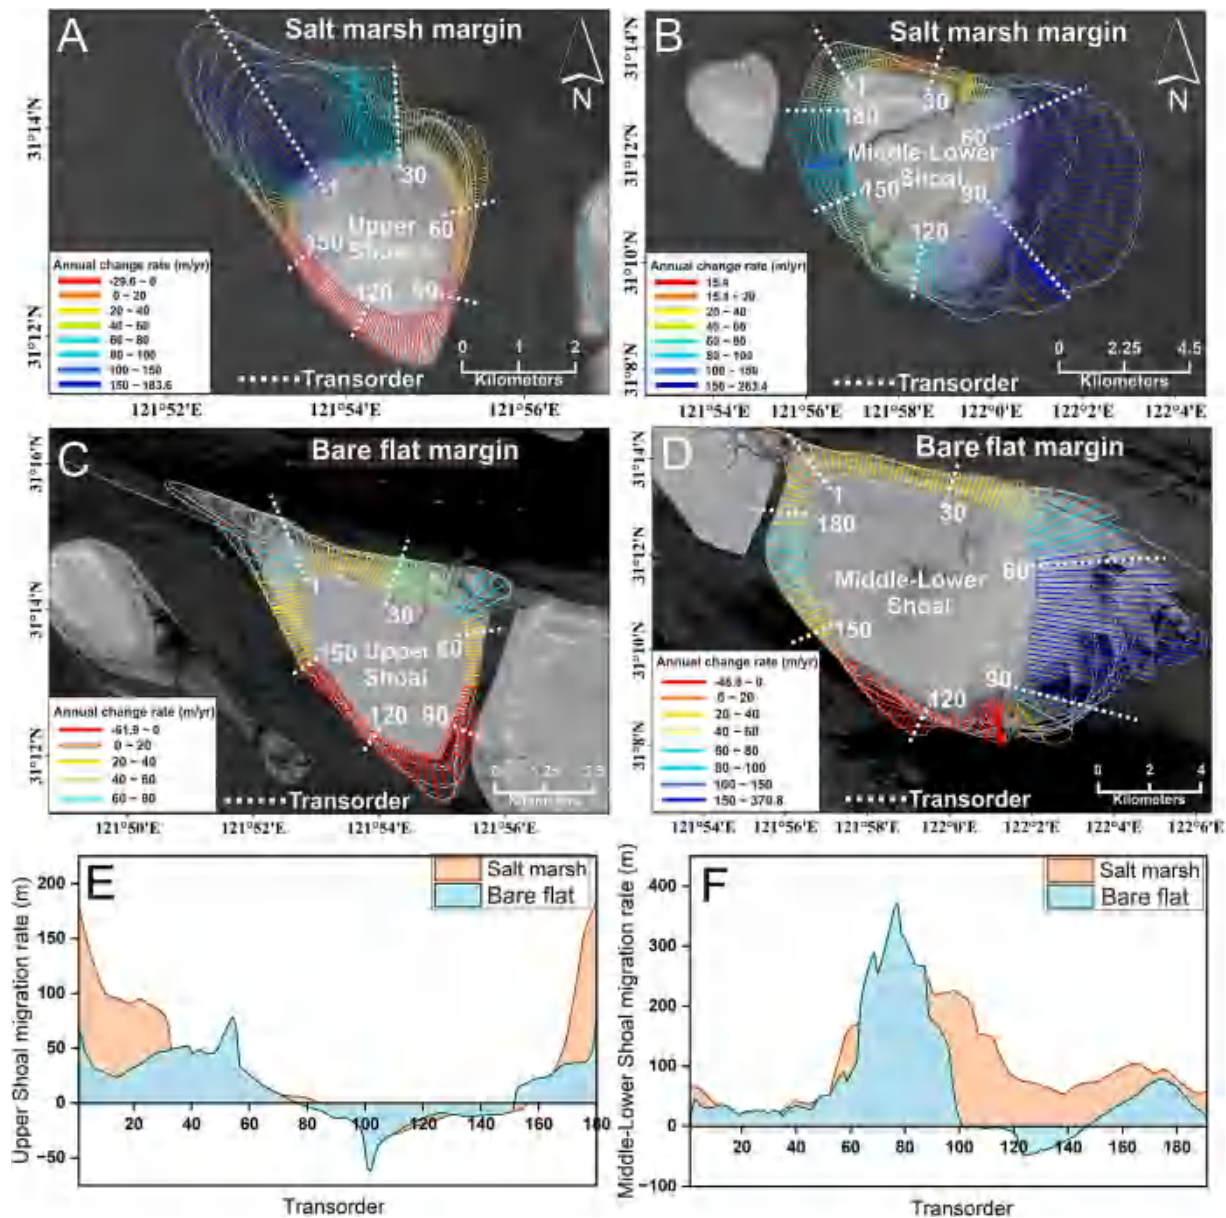 A
Salt marsh margin
N
1
30
60
90
120
150
Upper
Shoal
Annual change rate (m/yr)
-29.6 ~ 0
0 ~ 20
20 ~ 40
40 ~ 60
60 ~ 80
80 ~ 100
100 ~ 150
150 ~ 183.6
Transorder
0 1 2
Kilometers
31°14'N
31°12'N
121°52'E 121°54'E 121°56'E
B
Salt marsh margin
N
1
30
60
90
120
150
180
Middle-Lower
Shoal
Annual change rate (m/yr)
20 ~ 40
40 ~ 60
60 ~ 80
80 ~ 100
100 ~ 150
150 ~ 263.4
Transorder
0 2.25 4.5
Kilometers
31°14'N
31°12'N
31°10'N
31°8'N
121°54'E 121°56'E 121°58'E 122°0'E 122°2'E 122°4'E
C
Bare flat margin
1
30
60
90
120
150
Upper
Shoal
Annual change rate (m/yr)
-61.9 ~ 0
0 ~ 20
20 ~ 40
40 ~ 60
60 ~ 80
Transorder
Kilometers
31°16'N
31°14'N
31°12'N
121°50'E 121°52'E 121°54'E 121°56'E
D
Bare flat margin
1
30
60
90
120
150
180
Middle-Lower
Shoal
Annual change rate (m/yr)
0 ~ 20
20 ~ 40
40 ~ 60
60 ~ 80
80 ~ 100
100 ~ 150
150 ~ 370.8
Transorder
0 2 4
Kilometers
31°14'N
31°12'N
31°10'N
31°8'N
121°54'E 121°56'E 121°58'E 122°0'E 122°2'E 122°4'E 122°6'E
E
Salt marsh
Bare flat
Upper Shoal migration rate (m)
200
150
100
50
0
−50
20 40 60 80 100 120 140 160 180
Transorder
F
Salt marsh
Bare flat
Middle-Lower Shoal migration rate (m)
400
300
200
100
0
−100
20 40 60 80 100 120 140 160 180
Transorder